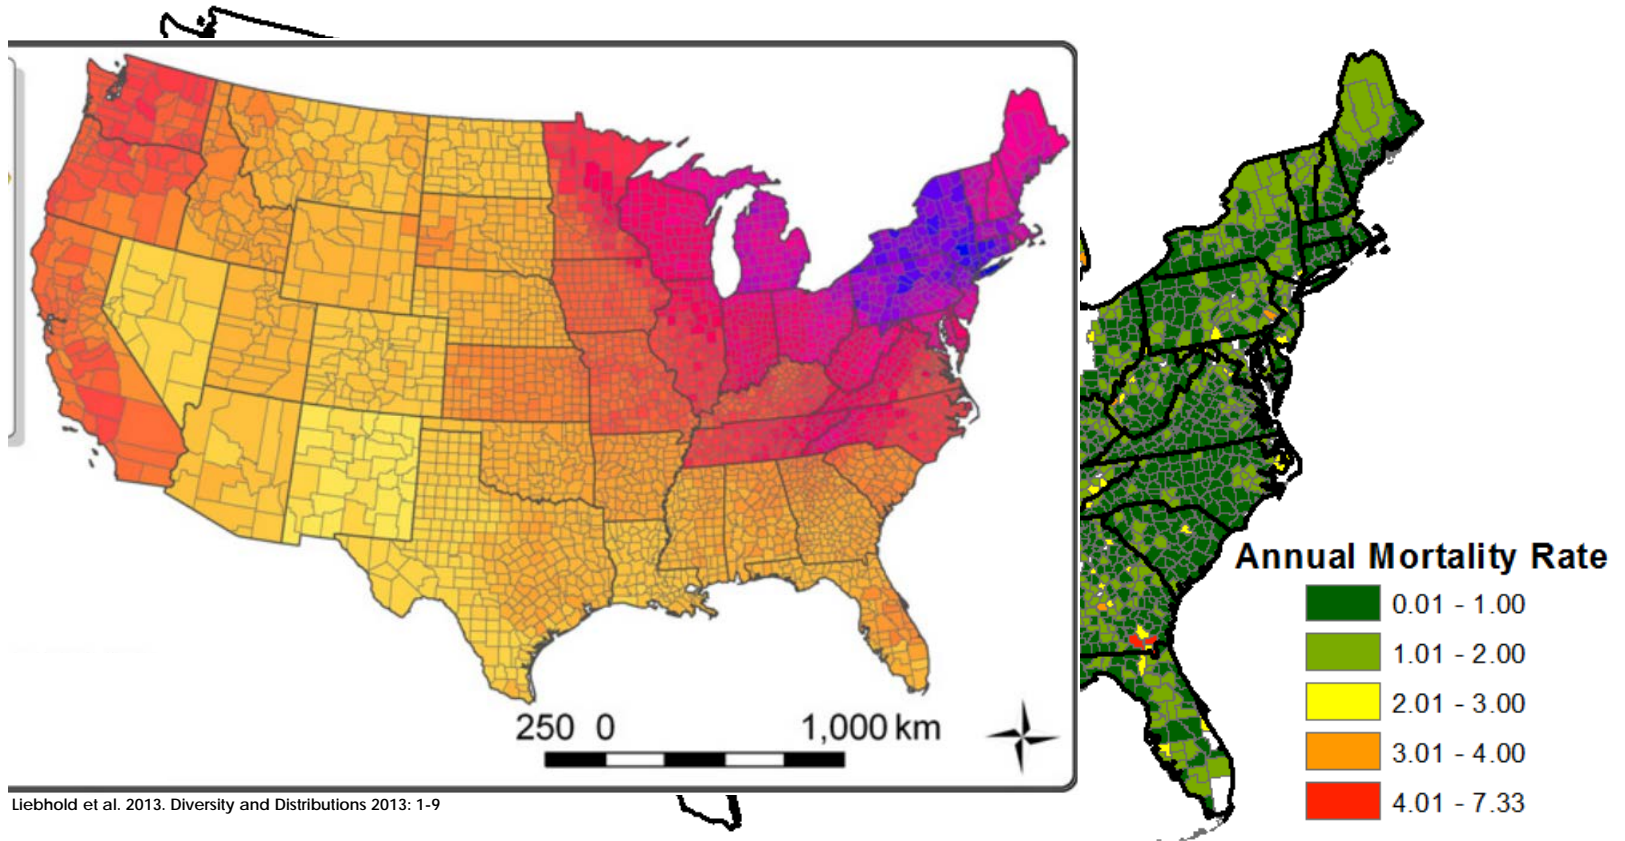 250 0 1,000 km
Liebhold et al. 2013. Diversity and Distributions 2013: 1-9
Annual Mortality Rate
0.01 - 1.00
1.01 - 2.00
2.01 - 3.00
3.01 - 4.00
4.01 - 7.33